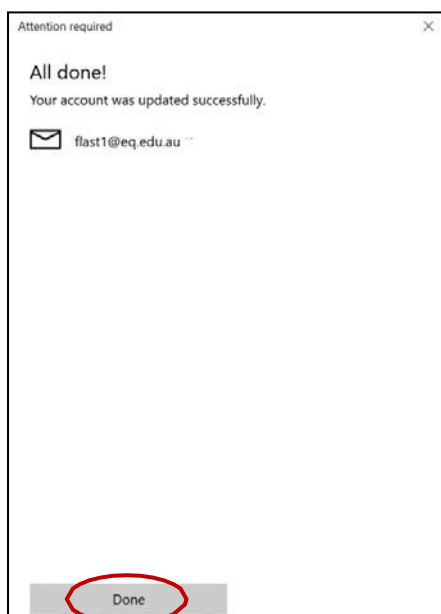 Attention required
All done!
Your account was updated successfully.
flast1@eq.edu.au
Done